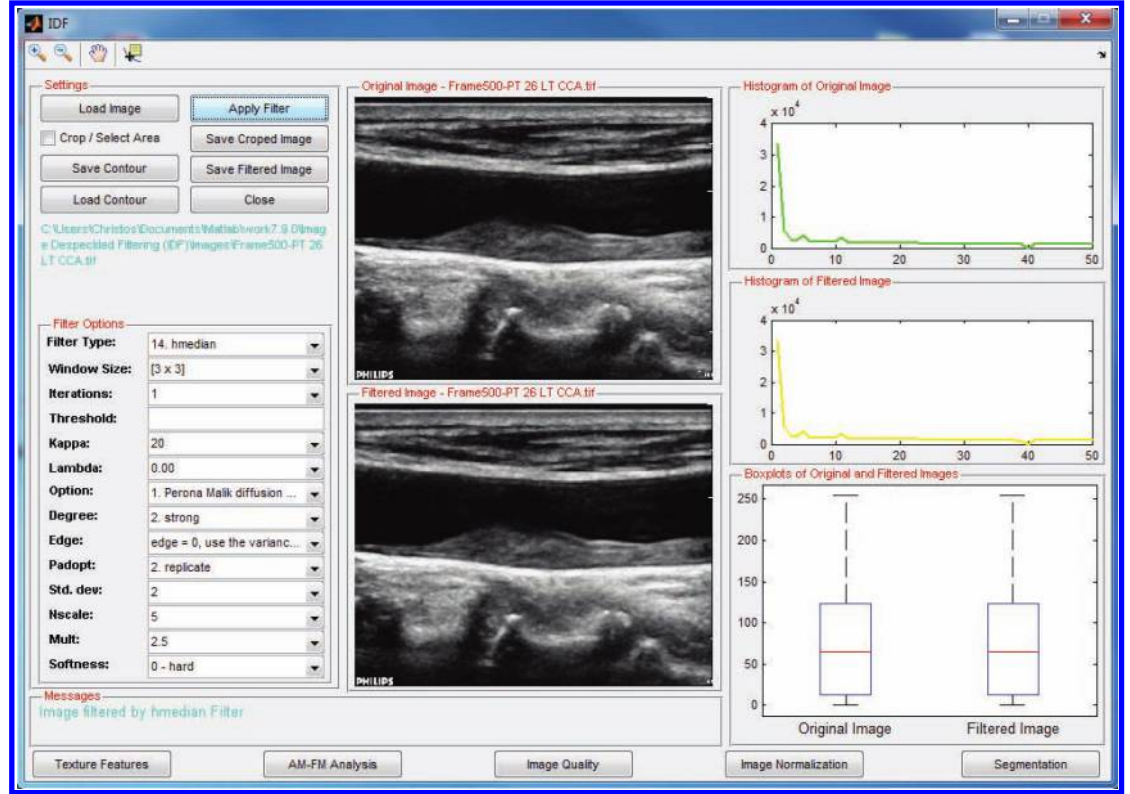 IDF
Settings
Load Image
Apply Filter
Crop / Select Area
Save Croped Image
Save Contour
Save Filtered Image
Load Contour
Close
C:\Users\Christos\Documents\Matlab\work7.9.0\Imag
e Despeckled Filtering (IDF)\Images\Frame500-PT 26
LT CCA.tif
Filter Options
Filter Type: 14. hmedian
Window Size: [3 x 3]
Iterations: 1
Threshold:
Kappa: 20
Lambda: 0.00
Option: 1. Perona Malik diffusion ...
Degree: 2. strong
Edge: edge = 0, use the varianc...
Padopt: 2. replicate
Std. dev: 2
Nscale: 5
Mult: 2.5
Softness: 0 - hard
Messages
Image filtered by hmedian Filter
Original Image - Frame500-PT 26 LT CCA.tif
PHILIPS
Filtered Image - Frame500-PT 26 LT CCA.tif
PHILIPS
Histogram of Original Image
x 10^4
4
3
2
1
0
0 10 20 30 40 50
Histogram of Filtered Image
x 10^4
4
3
2
1
0
0 10 20 30 40 50
Boxplots of Original and Filtered Images
250
200
150
100
50
0
Original Image Filtered Image
Texture Features
AM-FM Analysis
Image Quality
Image Normalization
Segmentation